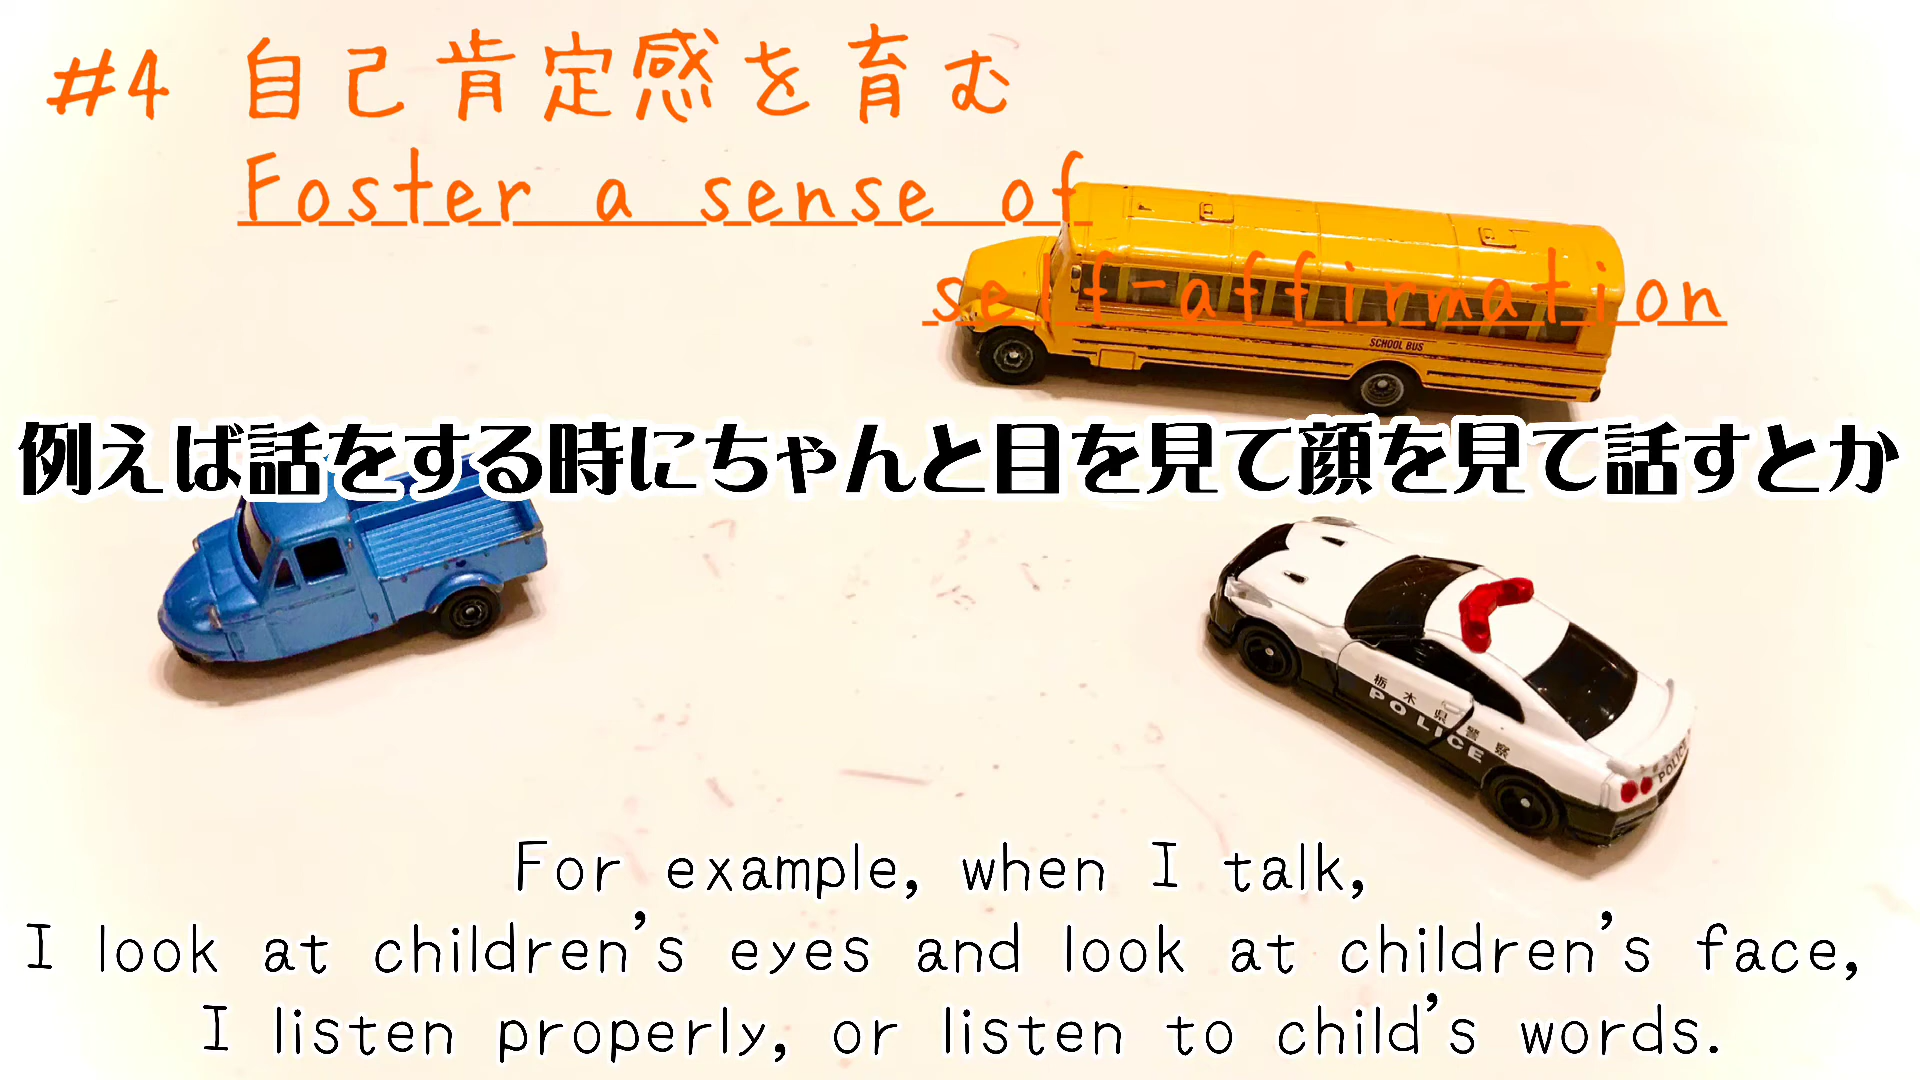 #4 自己肯定感を育む
Foster a sense of
self-affirmation
SCHOOL BUS
例えば話をする時にちゃんと目を見て顔を見て話すとか
栃木県警察
POLICE
POLICE
For example, when I talk,
I look at children's eyes and look at children's face,
I listen properly, or listen to child's words.